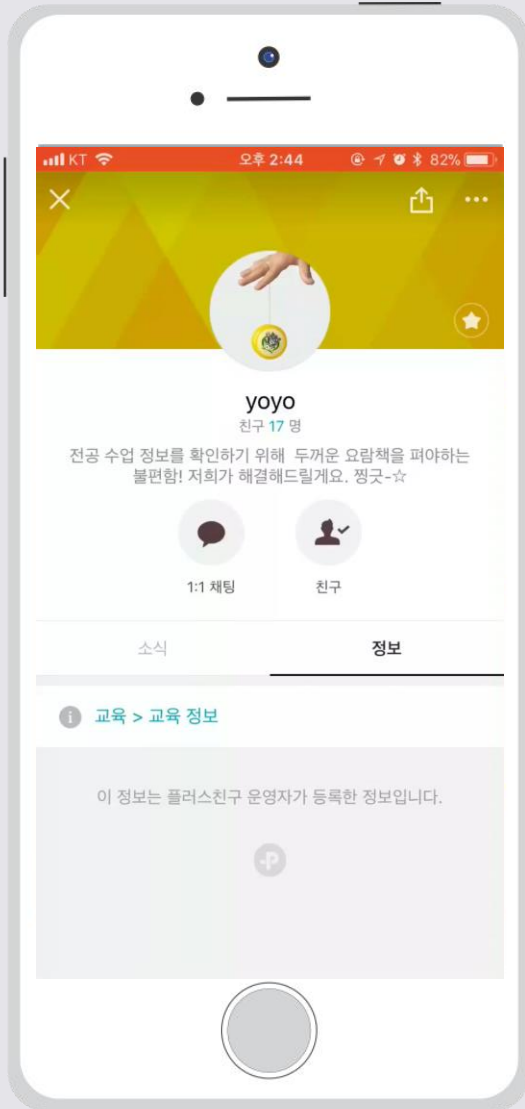 KT 오후 2:44 82%
yoyo
친구 17 명
전공 수업 정보를 확인하기 위해 두꺼운 요람책을 펴야하는
불편함! 저희가 해결해드릴게요. 찡긋-☆
1:1 채팅 친구
소식 정보
교육 > 교육 정보
이 정보는 플러스친구 운영자가 등록한 정보입니다.